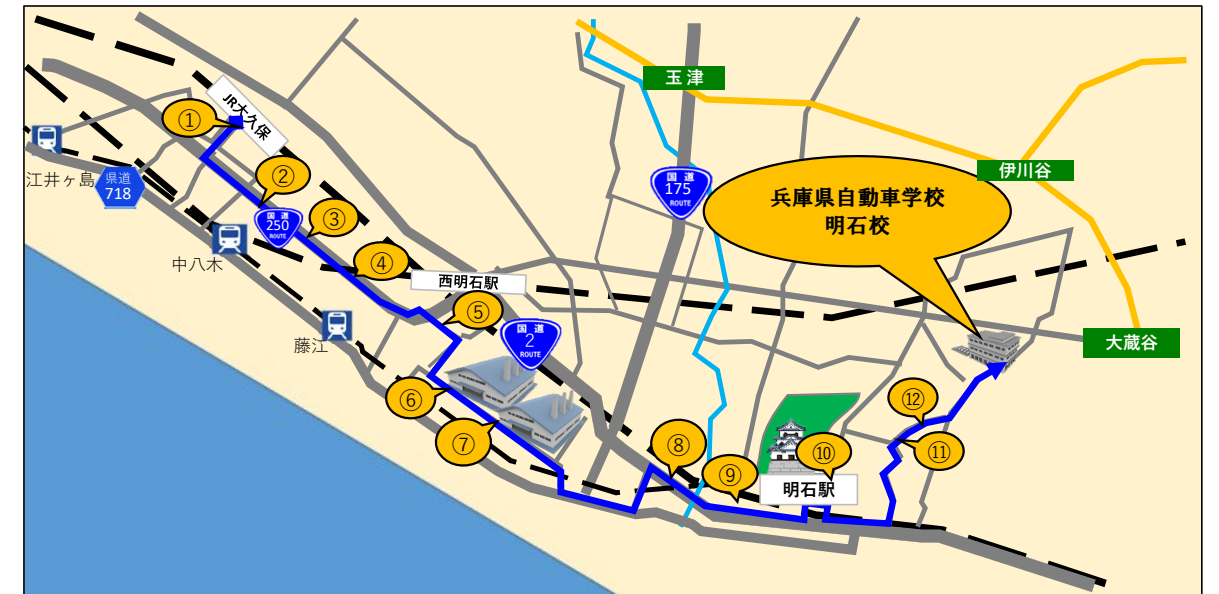 玉津
JR大久保
①
江井ヶ島
県道
718
②
国道
250
ROUTE
③
中八木
④
西明石駅
国道
175
ROUTE
伊川谷
兵庫県自動車学校
明石校
⑤
藤江
国道
2
ROUTE
大蔵谷
⑥
⑦
⑧
⑨
⑩
明石駅
⑫
⑪